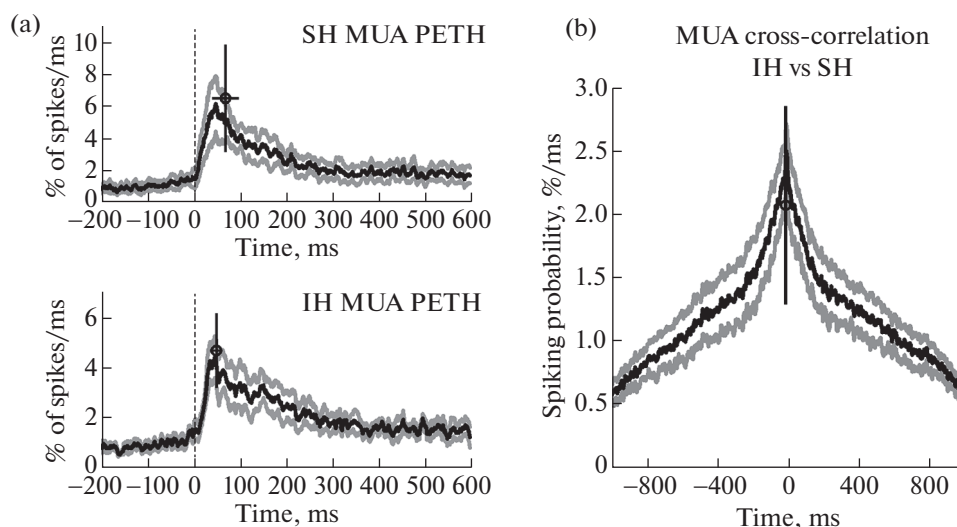 (a)
SH MUA PETH
% of spikes/ms
10
8
6
4
2
0
−200 −100 0 100 200 300 400 500 600
Time, ms
IH MUA PETH
% of spikes/ms
6
4
2
0
−200 −100 0 100 200 300 400 500 600
Time, ms
(b)
MUA cross-correlation
IH vs SH
Spiking probability, %/ms
3.0
2.5
2.0
1.5
1.0
0.5
0
−800 −400 0 400 800
Time, ms